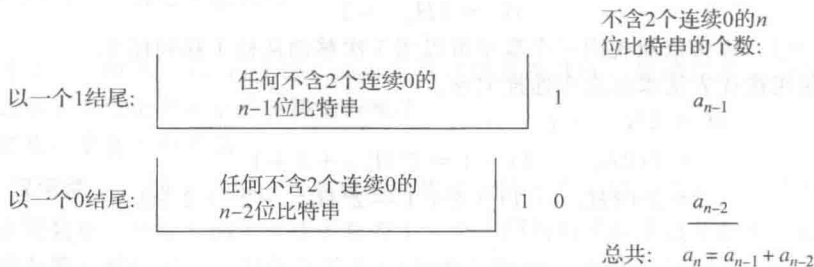 不含2个连续0的n
位比特串的个数:
任何不含2个连续0的
以一个1结尾:
n−1位比特串
1
a_{n−1}
任何不含2个连续0的
以一个0结尾:
n−2位比特串
1 0
a_{n−2}
总共: a_n = a_{n−1} + a_{n−2}